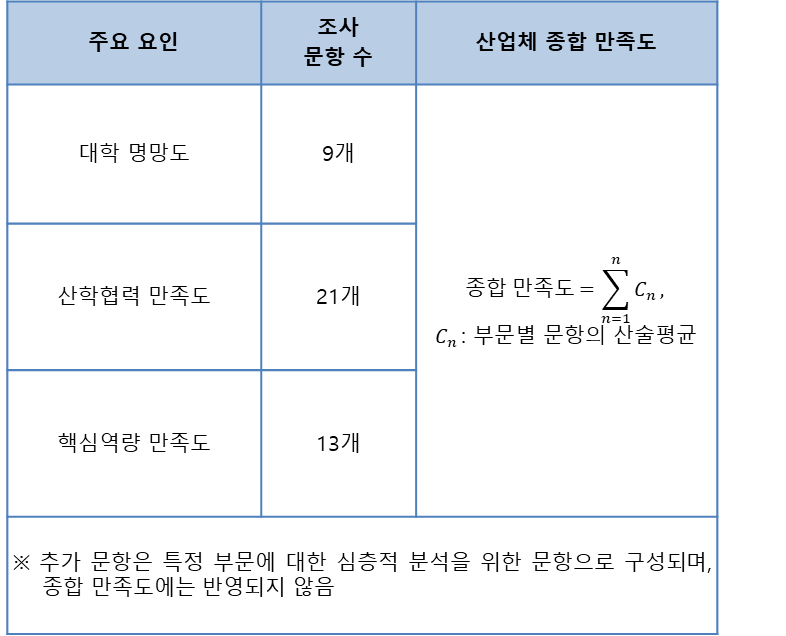 주요 요인
조사
문항 수
산업체 종합 만족도
대학 명망도
9개
산학협력 만족도
21개
핵심역량 만족도
13개
종합 만족도 = ∑ₙ₌₁ⁿ Cₙ ,
Cₙ : 부문별 문항의 산술평균
※ 추가 문항은 특정 부문에 대한 심층적 분석을 위한 문항으로 구성되며,
종합 만족도에는 반영되지 않음